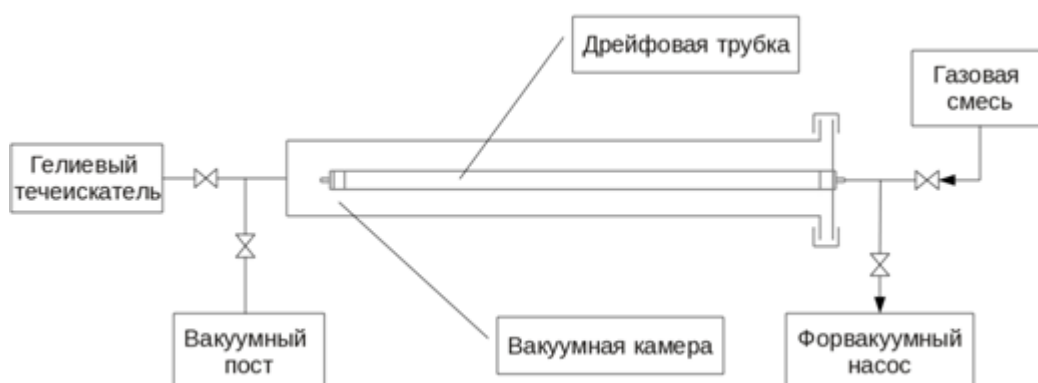 Дрейфовая трубка
Газовая
смесь
Гелиевый
течеискатель
Вакуумный
пост
Вакуумная камера
Форвакуумный
насос